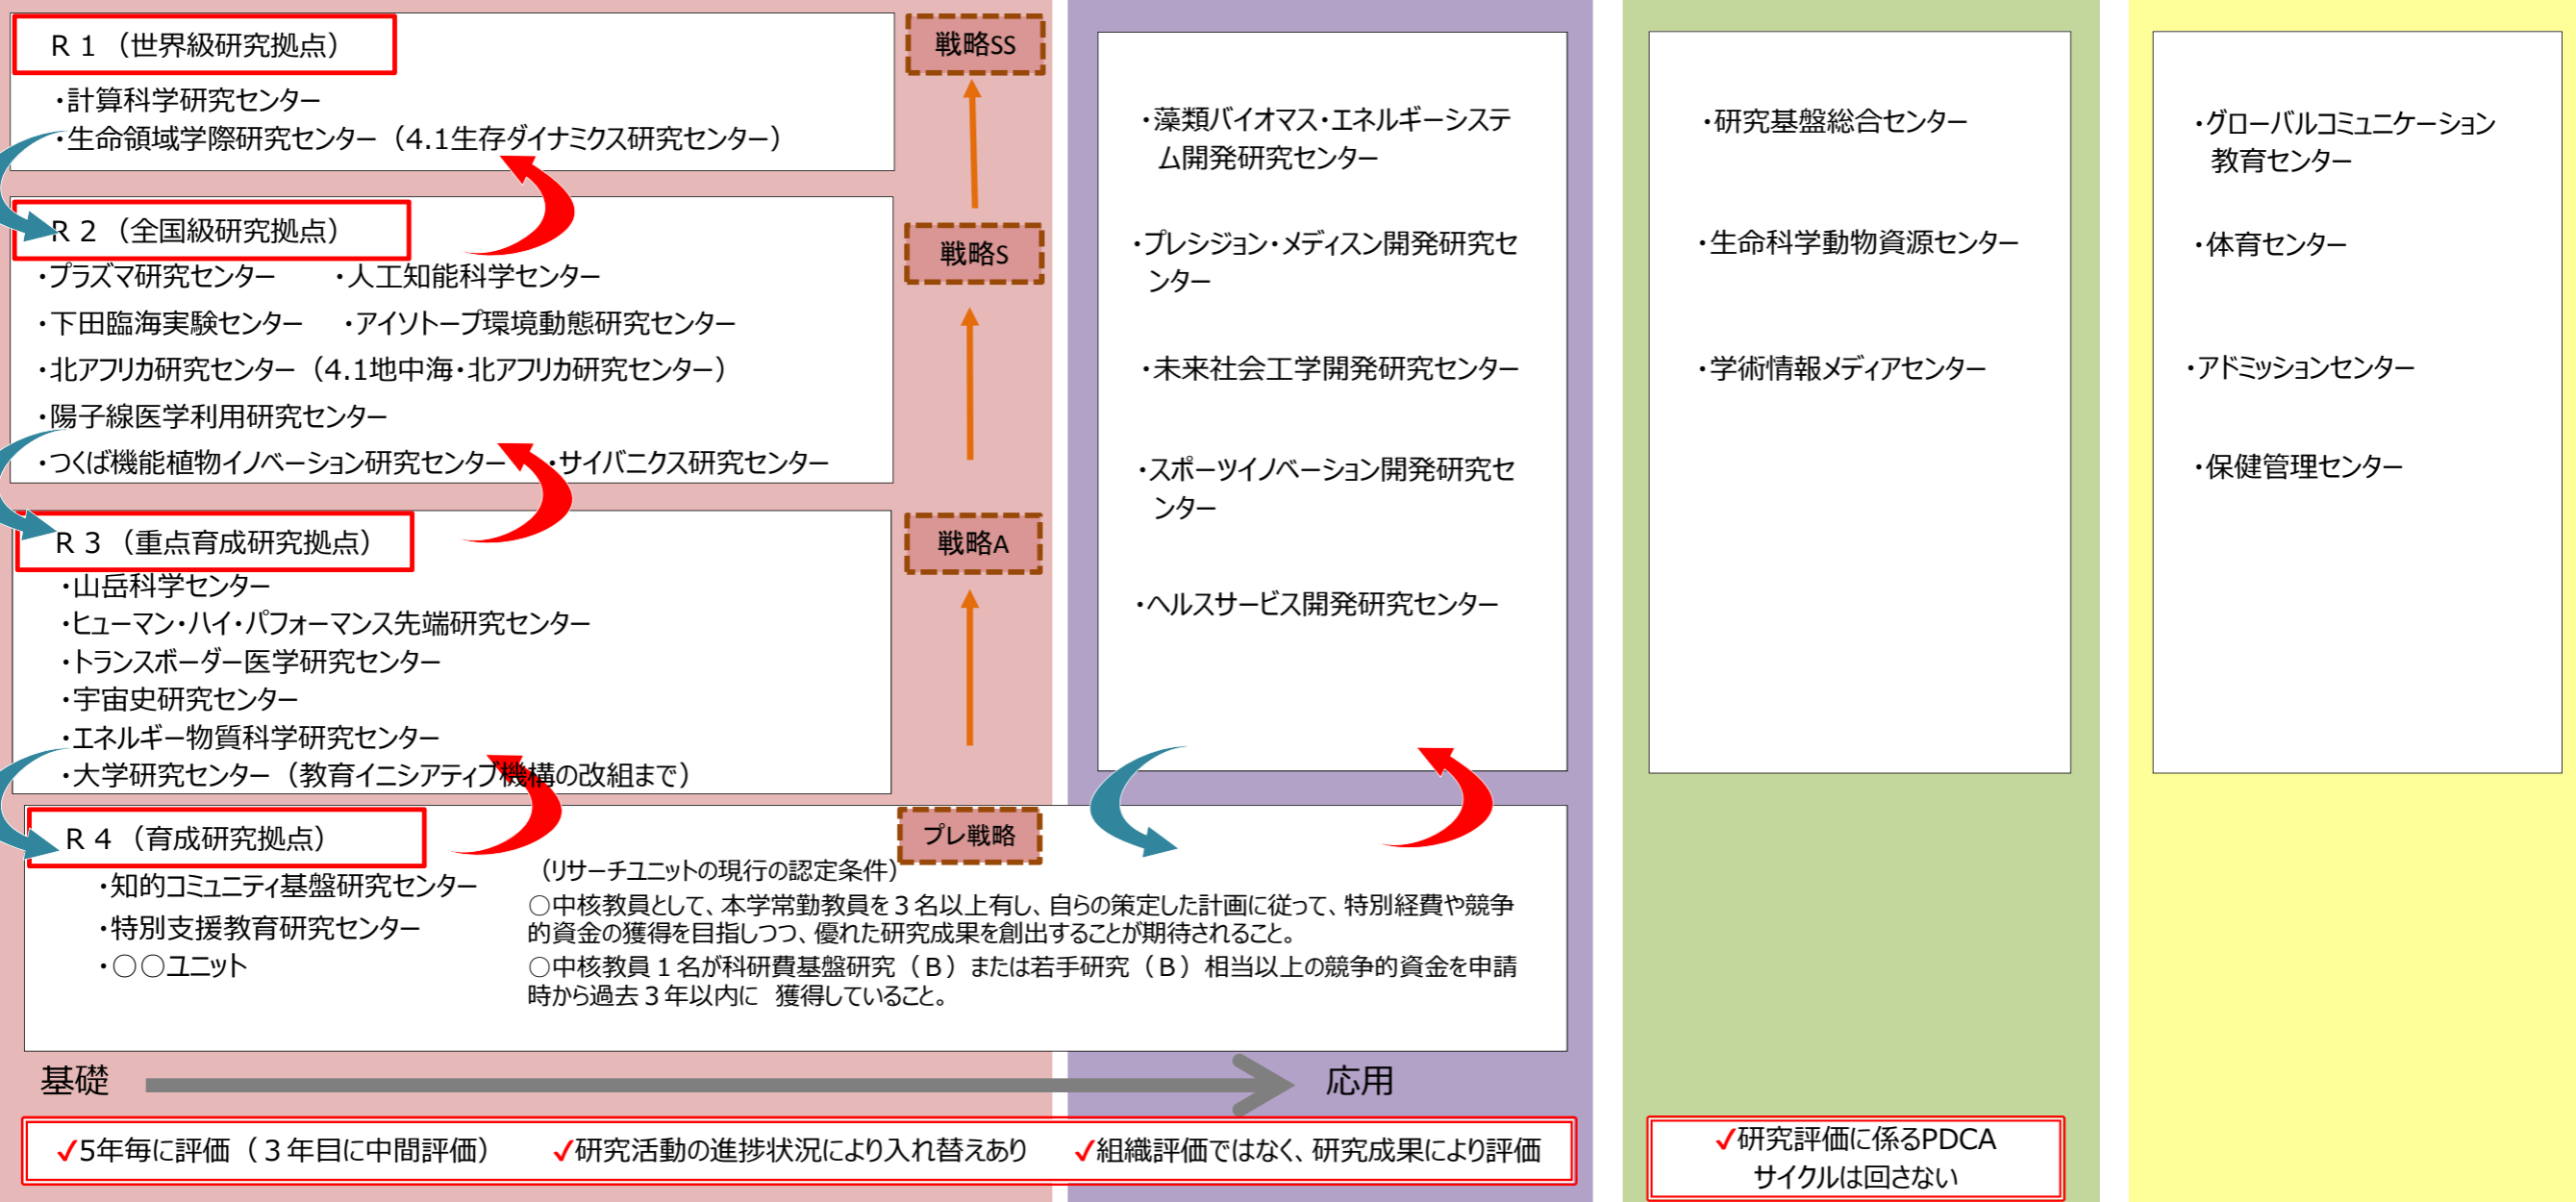 R１（世界級研究拠点）
・計算科学研究センター
・生命領域学際研究センター（4.1生存ダイナミクス研究センター）
戦略SS
R２（全国級研究拠点）
・プラズマ研究センター　　・人工知能科学センター
・下田臨海実験センター　・アイソトープ環境動態研究センター
・北アフリカ研究センター（4.1地中海・北アフリカ研究センター）
・陽子線医学利用研究センター
・つくば機能植物イノベーション研究センター　・サイバニクス研究センター
戦略S
R３（重点育成研究拠点）
・山岳科学センター
・ヒューマン・ハイ・パフォーマンス先端研究センター
・トランスボーダー医学研究センター
・宇宙史研究センター
・エネルギー物質科学研究センター
・大学研究センター（教育イニシアティブ機構の改組まで）
戦略A
R４（育成研究拠点）
・知的コミュニティ基盤研究センター
・特別支援教育研究センター
・○○ユニット
プレ戦略
（リサーチユニットの現行の認定条件）
○中核教員として、本学常勤教員を３名以上有し、自らの策定した計画に従って、特別経費や競争
的資金の獲得を目指しつつ、優れた研究成果を創出することが期待されること。
○中核教員１名が科研費基盤研究（Ｂ）または若手研究（Ｂ）相当以上の競争的資金を申請
時から過去３年以内に　獲得していること。
・藻類バイオマス・エネルギーシステ
ム開発研究センター
・プレシジョン・メディスン開発研究セ
ンター
・未来社会工学開発研究センター
・スポーツイノベーション開発研究セ
ンター
・ヘルスサービス開発研究センター
・研究基盤総合センター
・生命科学動物資源センター
・学術情報メディアセンター
・グローバルコミュニケーション
教育センター
・体育センター
・アドミッションセンター
・保健管理センター
基礎
応用
✓5年毎に評価（３年目に中間評価）　✓研究活動の進捗状況により入れ替えあり　✓組織評価ではなく、研究成果により評価
✓研究評価に係るPDCA
サイクルは回さない